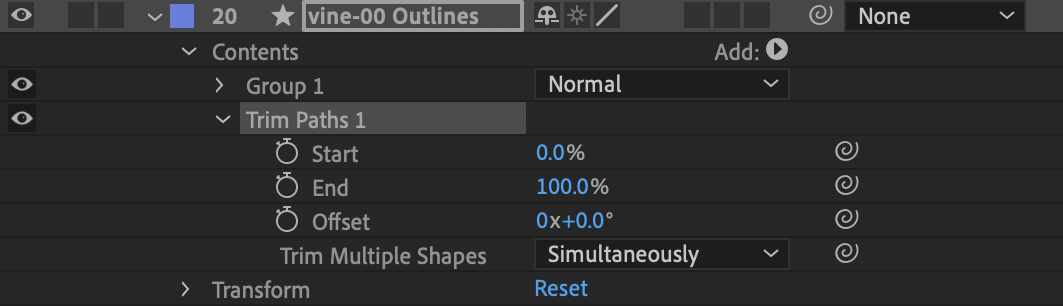 20 vine-00 Outlines None
Contents Add:
Group 1 Normal
Trim Paths 1
Start 0.0%
End 100.0%
Offset 0x+0.0°
Trim Multiple Shapes Simultaneously
Transform Reset